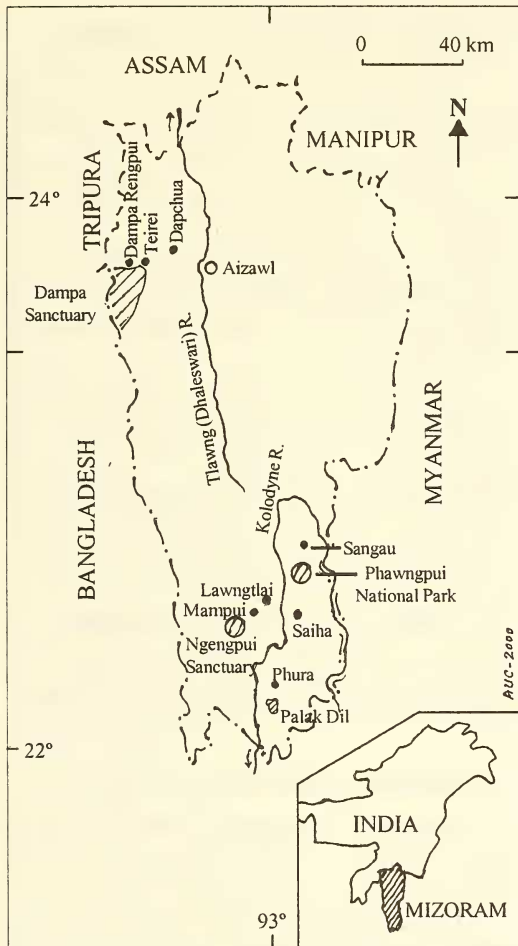 0 40 km
ASSAM
N
MANIPUR
24°
TRIPURA
Dampa Rengpui
Teirei
Dapchua
Aizawl
Dampa
Sanctuary
Tlawng (Dhaleswari) R.
BANGLADESH
MYANMAR
Kolodyne R.
Sangau
Phawngpui
National Park
Lawngtlai
Mampui
Saiha
Ngengpui
Sanctuary
Phura
Palak Dil
AUC-2000
22°
INDIA
MIZORAM
93°